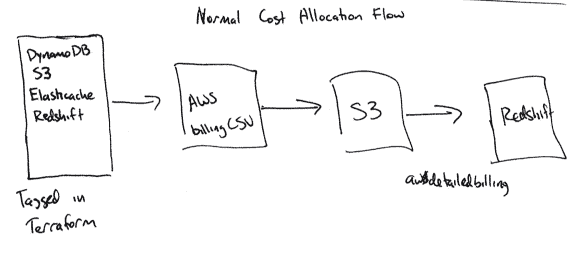 Normal Cost Allocation Flow
DynamoDB
S3
Elasticache
Redshift
Tagged in
Terraform
AWS
billing CSV
S3
awsdetailedbilling
Redshift